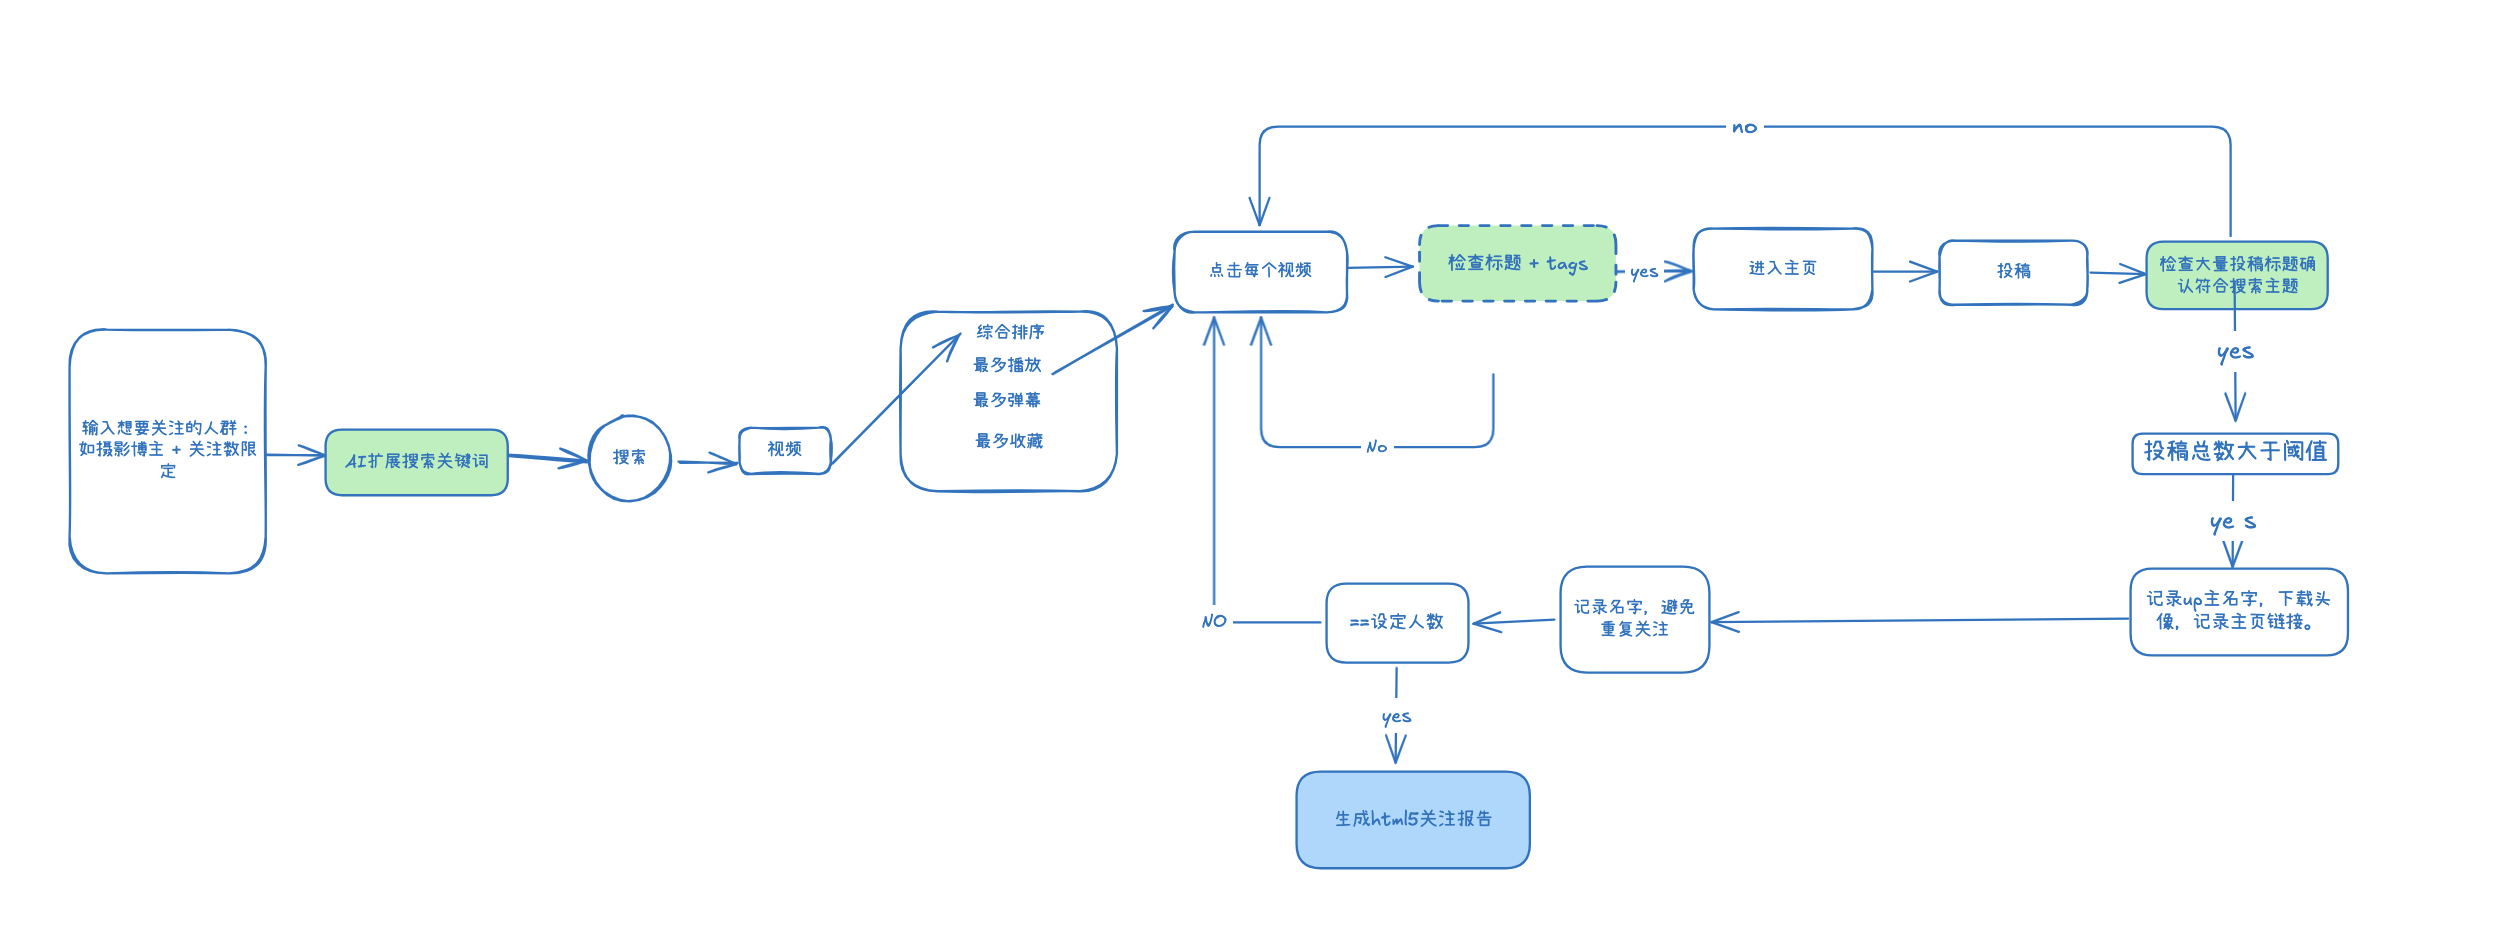 输入想要关注的人群：
如摄影博主 + 关注数限
定
AI扩展搜索关键词
搜索
视频
综合排序
最多播放
最多弹幕
最多收藏
点击每个视频
检查标题 + tags
yes
进入主页
投稿
检查大量投稿标题确
认符合搜索主题
no
No
yes
投稿总数大于阈值
ye s
记录up主名字，下载头
像，记录主页链接。
记录名字，避免
重复关注
==设定人数
NO
yes
生成html5关注报告